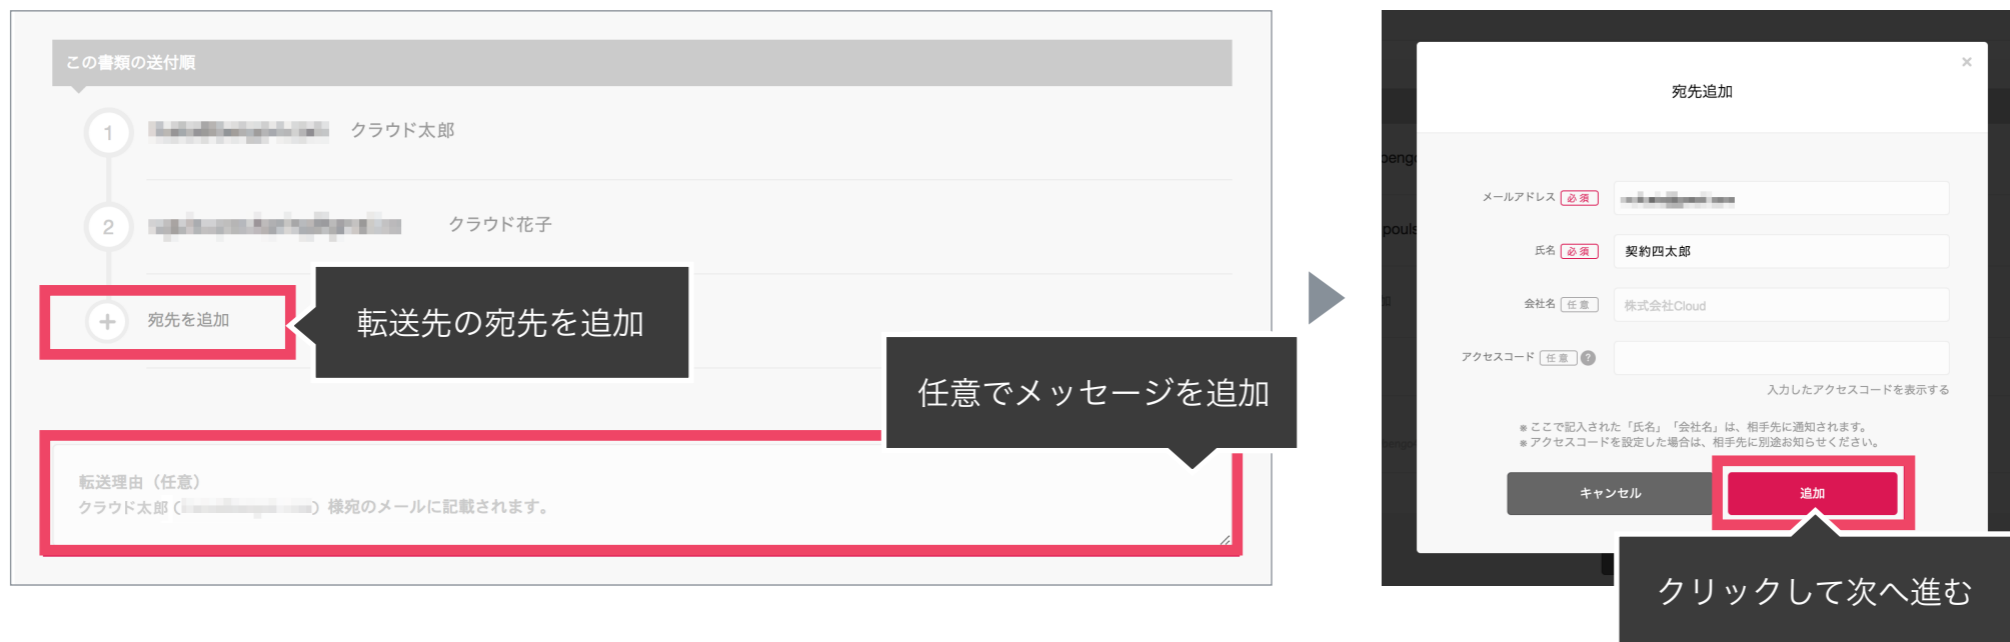 この書類の送付順
1
クラウド太郎
2
クラウド花子
+ 宛先を追加
転送先の宛先を追加
任意でメッセージを追加
転送理由（任意）
クラウド太郎（ ）様宛のメールに記載されます。
×
宛先追加
メールアドレス 必須
氏名 必須 契約四太郎
会社名 任意 株式会社Cloud
アクセスコード 任意 ?
入力したアクセスコードを表示する
※ ここで記入された「氏名」「会社名」は、相手先に通知されます。
※ アクセスコードを設定した場合は、相手先に別途お知らせください。
キャンセル
追加
クリックして次へ進む